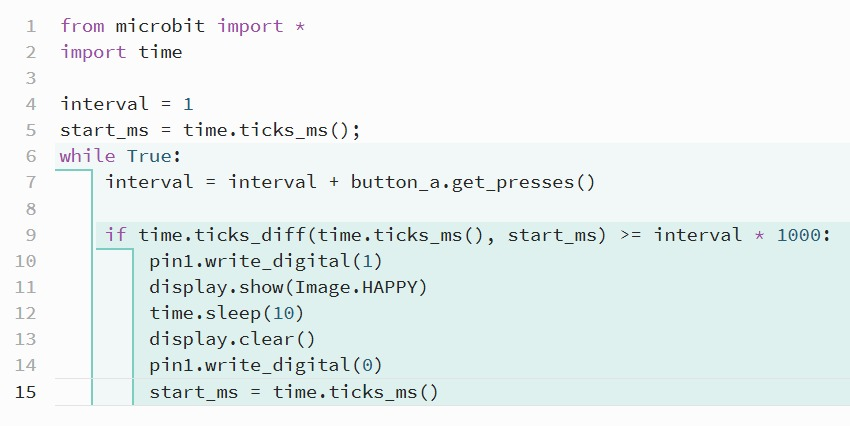 1 from microbit import *
2 import time
3
4 interval = 1
5 start_ms = time.ticks_ms();
6 while True:
7     interval = interval + button_a.get_presses()
8
9     if time.ticks_diff(time.ticks_ms(), start_ms) >= interval * 1000:
10         pin1.write_digital(1)
11         display.show(Image.HAPPY)
12         time.sleep(10)
13         display.clear()
14         pin1.write_digital(0)
15         start_ms = time.ticks_ms()